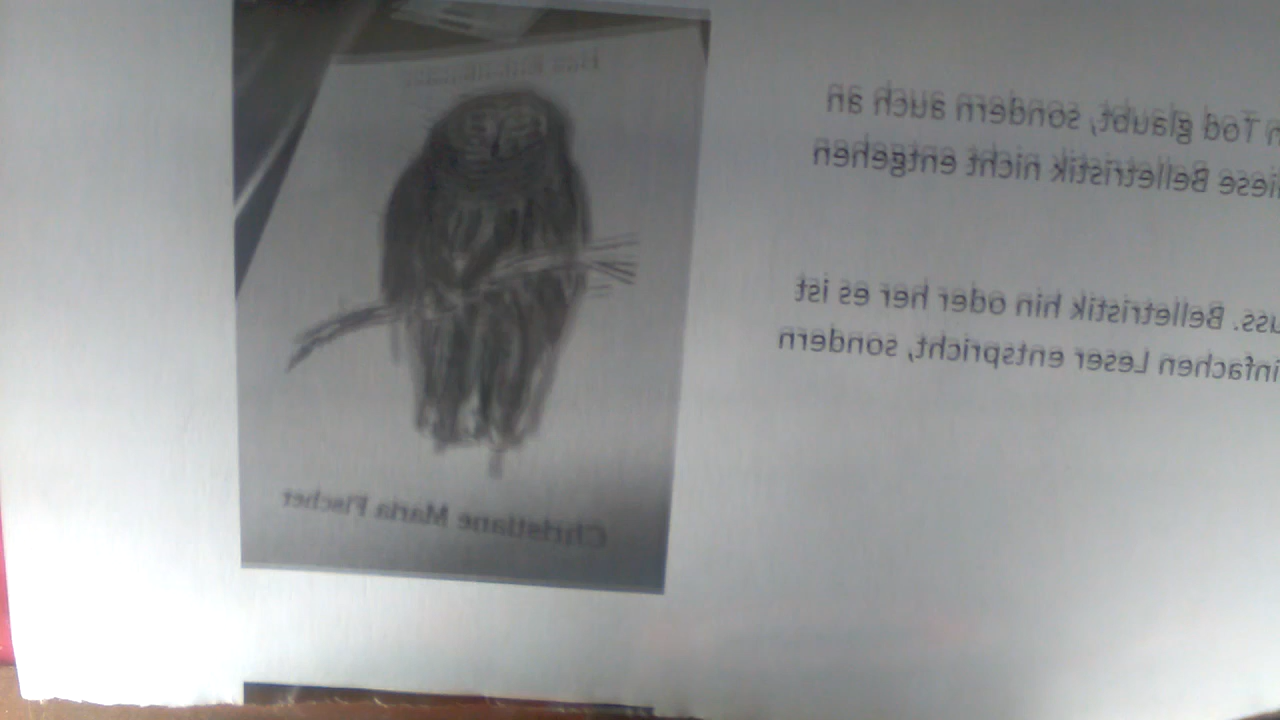 Christiane Maria Fischer
Tod glaubt, sondern auch an
diese Belletristik nicht entgehen
uss. Belletristik hin oder her es ist
infachen Leser entspricht, sondern